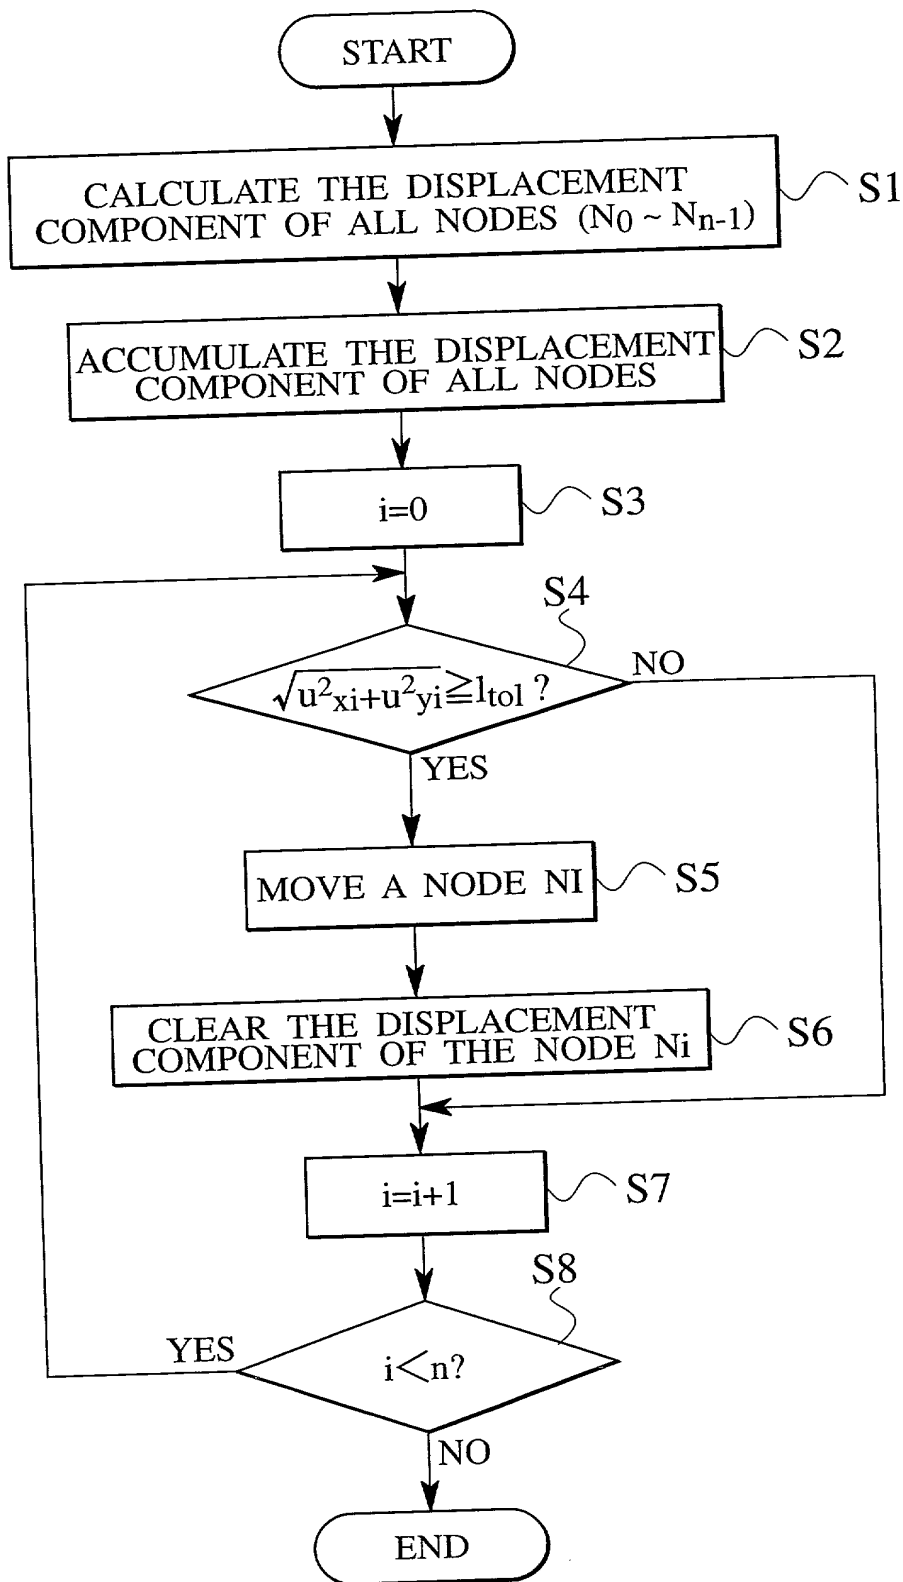 START
CALCULATE THE DISPLACEMENT
COMPONENT OF ALL NODES (N0 ~ Nn-1)
S1
ACCUMULATE THE DISPLACEMENT
COMPONENT OF ALL NODES
S2
i=0
S3
S4
√u²xi+u²yi≧ltol ?
NO
YES
MOVE A NODE NI
S5
CLEAR THE DISPLACEMENT
COMPONENT OF THE NODE Ni
S6
i=i+1
S7
S8
YES
i<n?
NO
END